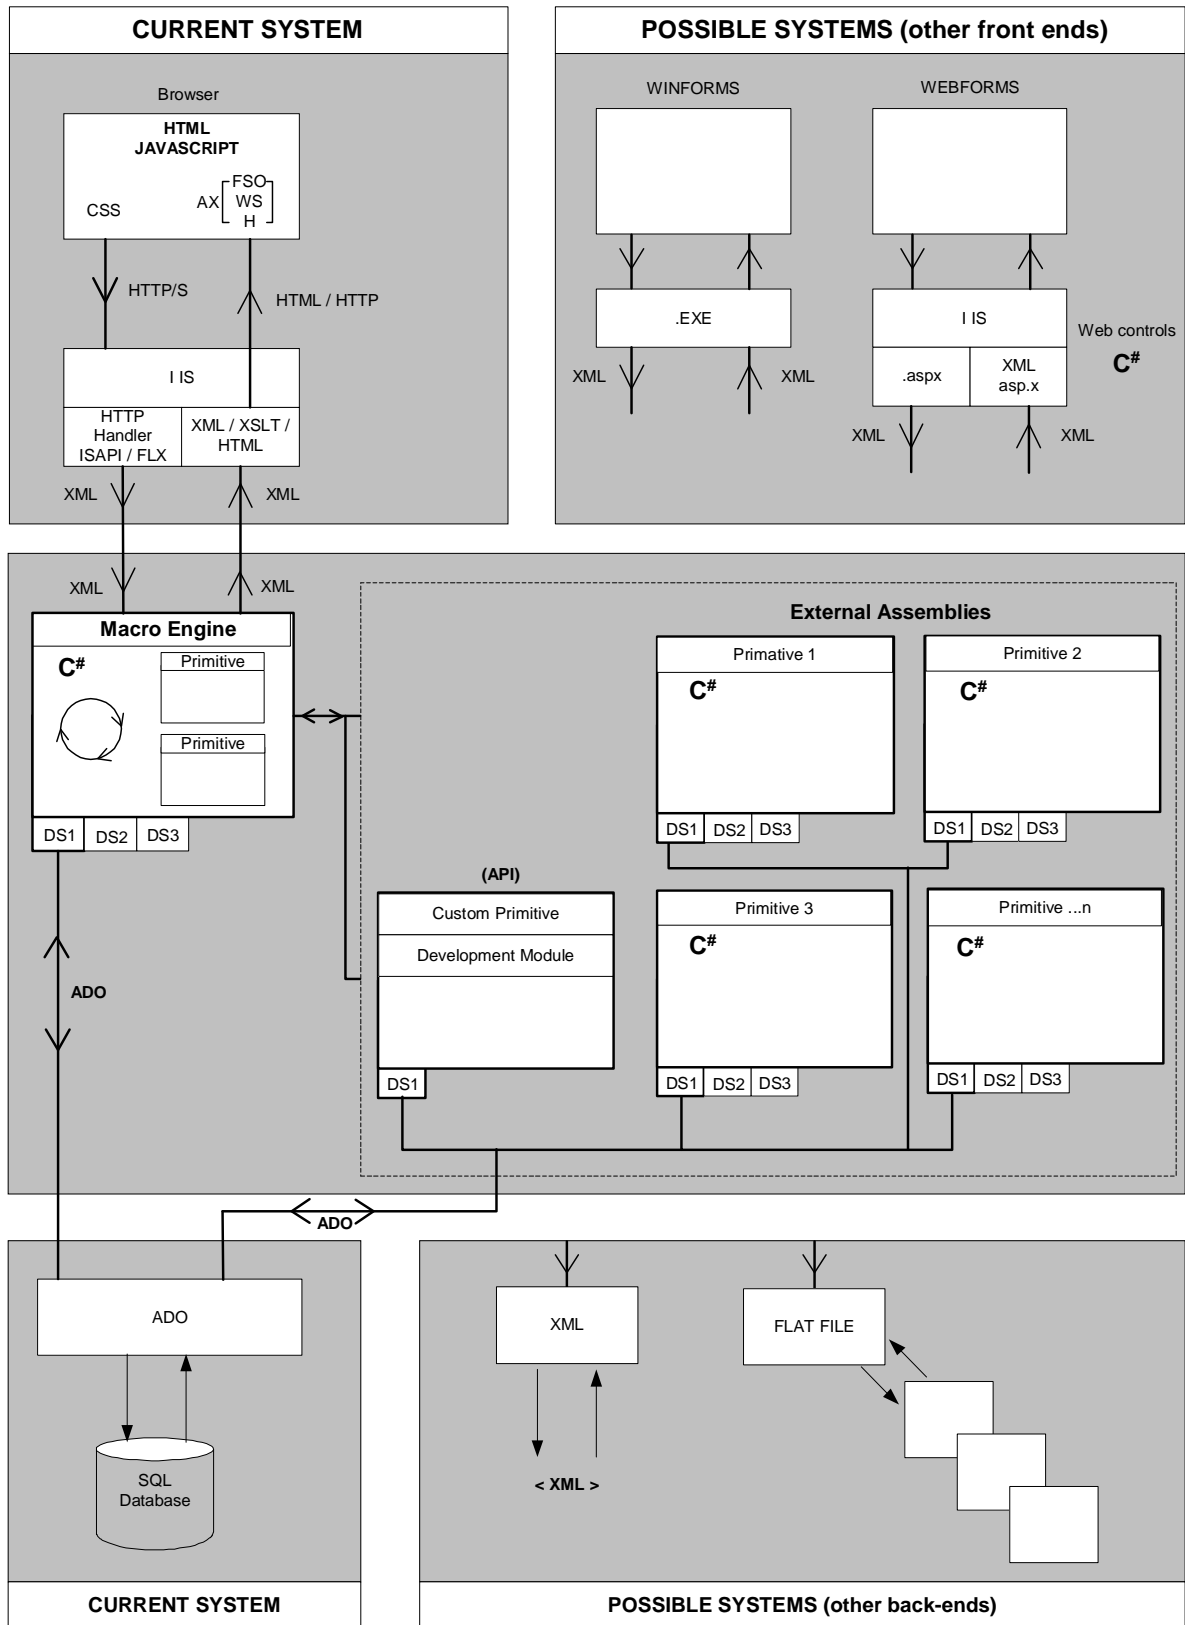 CURRENT SYSTEM
Browser
HTML
JAVASCRIPT
CSS
AX
FSO
WS
H
HTTP/S
HTML / HTTP
I IS
HTTP
Handler
ISAPI / FLX
XML / XSLT /
HTML
XML
XML
POSSIBLE SYSTEMS (other front ends)
WINFORMS
WEBFORMS
.EXE
XML
XML
I IS
.aspx
XML
asp.x
Web controls
C#
XML
XML
XML
XML
Macro Engine
C#
Primitive
Primitive
DS1
DS2
DS3
External Assemblies
Primative 1
C#
DS1
DS2
DS3
Primitive 2
C#
DS1
DS2
DS3
(API)
Custom Primitive
Development Module
DS1
Primitive 3
C#
DS1
DS2
DS3
Primitive ...n
C#
DS1
DS2
DS3
ADO
ADO
ADO
SQL
Database
CURRENT SYSTEM
XML
< XML >
FLAT FILE
POSSIBLE SYSTEMS (other back-ends)